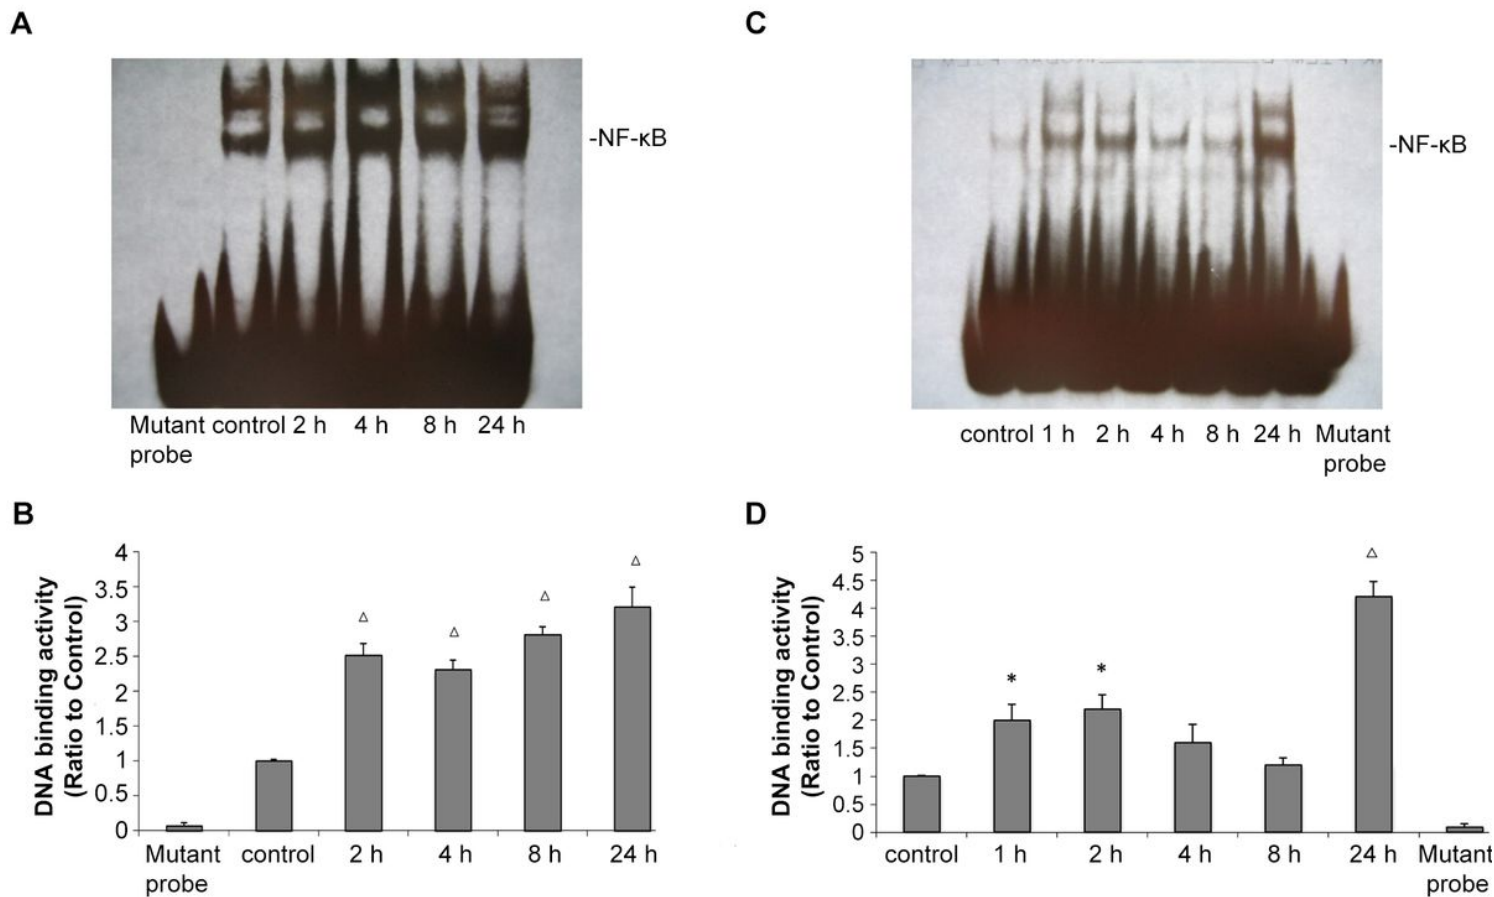 A
-NF-κB
Mutant control 2 h 4 h 8 h 24 h
probe
B
DNA binding activity
(Ratio to Control)
4
3.5
3
2.5
2
1.5
1
0.5
0
Δ
Δ
Δ
Δ
Mutant control 2 h 4 h 8 h 24 h
probe
C
-NF-κB
control 1 h 2 h 4 h 8 h 24 h Mutant
probe
D
DNA binding activity
(Ratio to Control)
5
4.5
4
3.5
3
2.5
2
1.5
1
0.5
0
*
*
Δ
control 1 h 2 h 4 h 8 h 24 h Mutant
probe